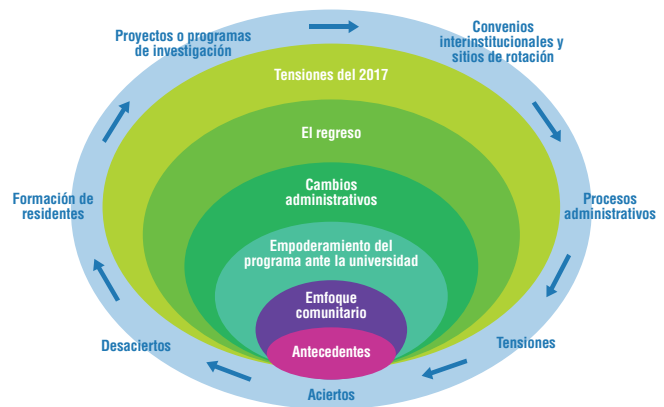 Proyectos o programas
de investigación
Convenios
interinstitucionales y
sitios de rotación
Tensiones del 2017
El regreso
Cambios
administrativos
Formación de
residentes
Procesos
administrativos
Empoderamiento del
programa ante la universidad
Emfoque
comunitario
Antecedentes
Desaciertos
Tensiones
Aciertos